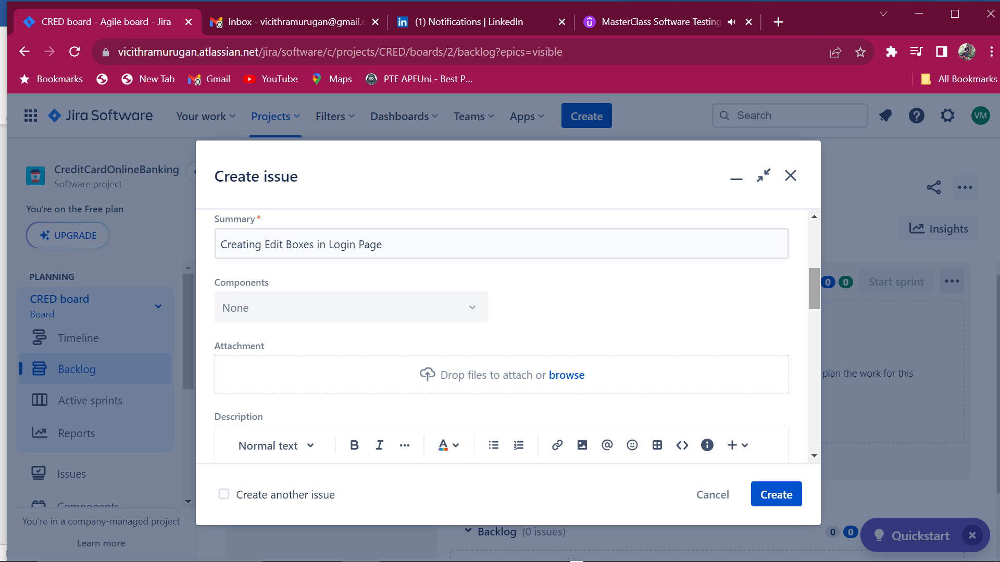 CRED board - Agile board - Jira
Inbox - vicithramurugan@gmail.c
(1) Notifications | LinkedIn
MasterClass Software Testing
vicithramurugan.atlassian.net/jira/software/c/projects/CRED/boards/2/backlog?epics=visible
Bookmarks
New Tab
Gmail
YouTube
Maps
PTE APEUni - Best P...
All Bookmarks
Jira Software
Your work
Projects
Filters
Dashboards
Teams
Apps
Create
Search
VM
CreditCardOnlineBanking
Software project
You're on the Free plan
UPGRADE
PLANNING
CRED board
Board
Timeline
Backlog
Active sprints
Reports
Issues
Components
You're in a company-managed project
Learn more
Create issue
Summary*
Creating Edit Boxes in Login Page
Components
None
Attachment
Drop files to attach or browse
Description
Normal text
B I
A
Create another issue
Cancel
Create
Insights
0 0 Start sprint
plan the work for this
Backlog (0 issues)
0 0
Quickstart